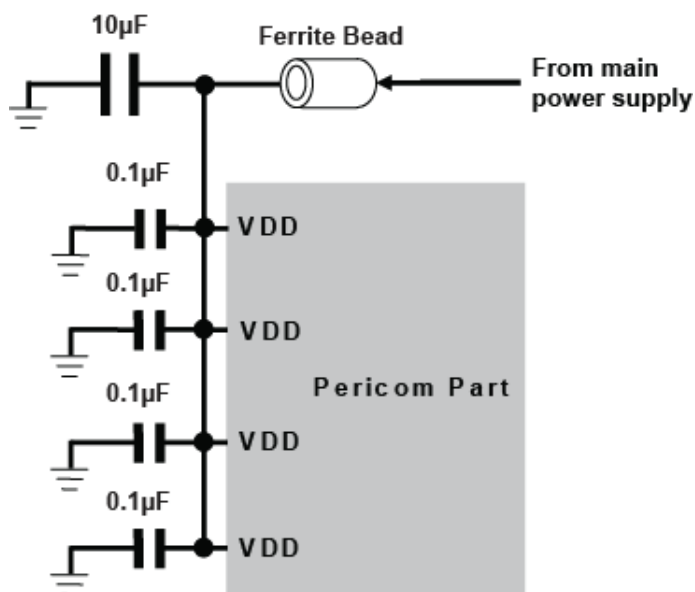 10µF
Ferrite Bead
From main
power supply
0.1µF
VDD
0.1µF
VDD
Pericom Part
0.1µF
VDD
0.1µF
VDD